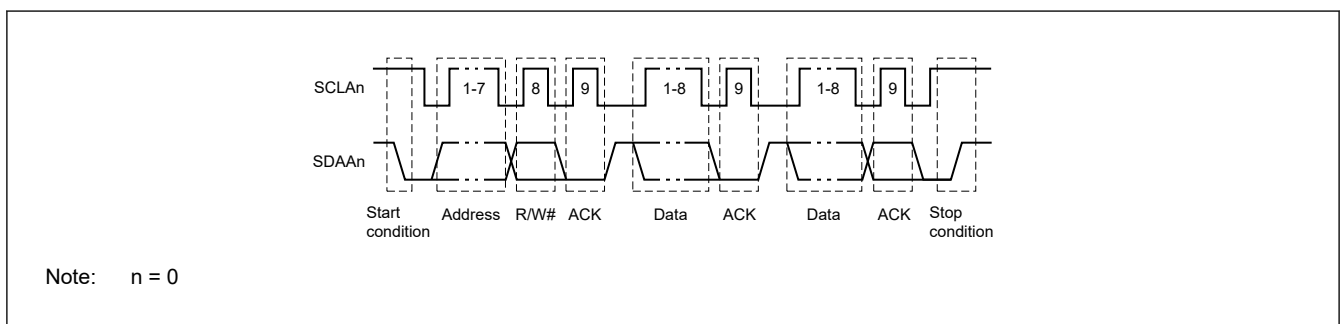 SCLAn
1-7 8 9 1-8 9 1-8 9
SDAAn
Start condition Address R/W# ACK Data ACK Data ACK Stop condition
Note: n = 0